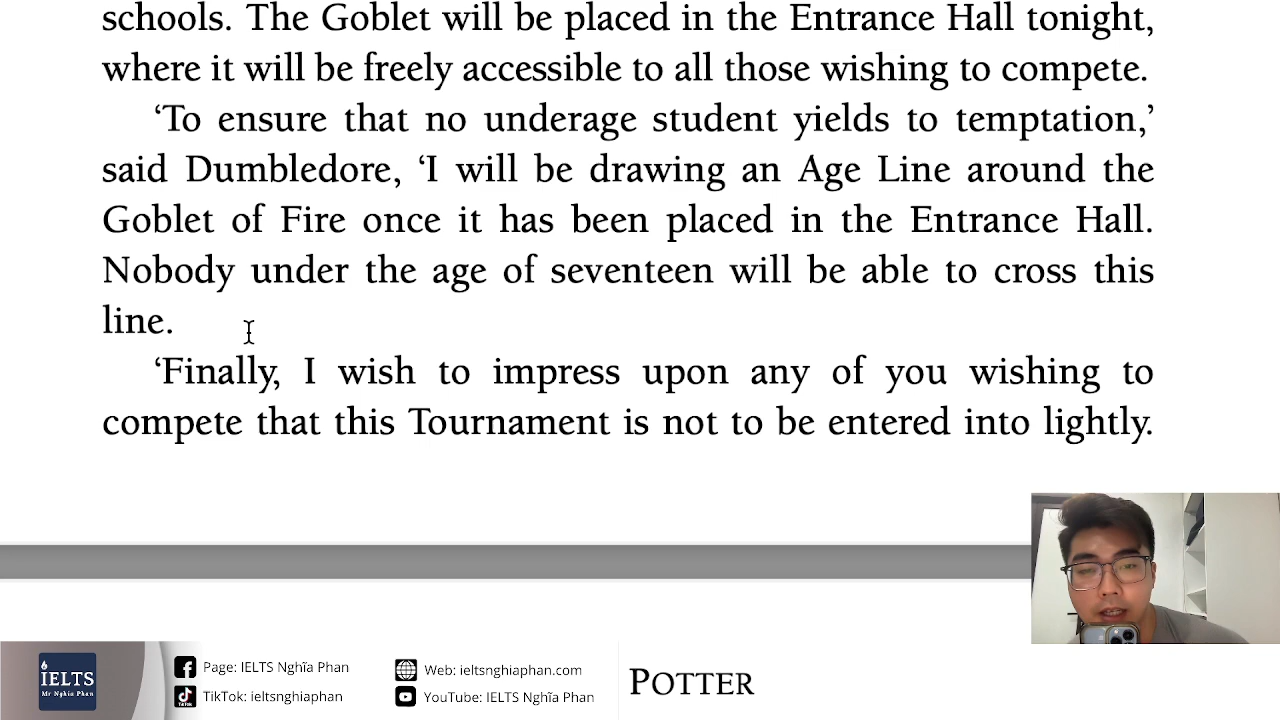 schools. The Goblet will be placed in the Entrance Hall tonight,
where it will be freely accessible to all those wishing to compete.
‘To ensure that no underage student yields to temptation,’
said Dumbledore, ‘I will be drawing an Age Line around the
Goblet of Fire once it has been placed in the Entrance Hall.
Nobody under the age of seventeen will be able to cross this
line.
‘Finally, I wish to impress upon any of you wishing to
compete that this Tournament is not to be entered into lightly.
IELTS
Mr Nghĩa Phan
Page: IELTS Nghĩa Phan
TikTok: ieltsnghiaphan
Web: ieltsnghiaphan.com
YouTube: IELTS Nghĩa Phan
POTTER